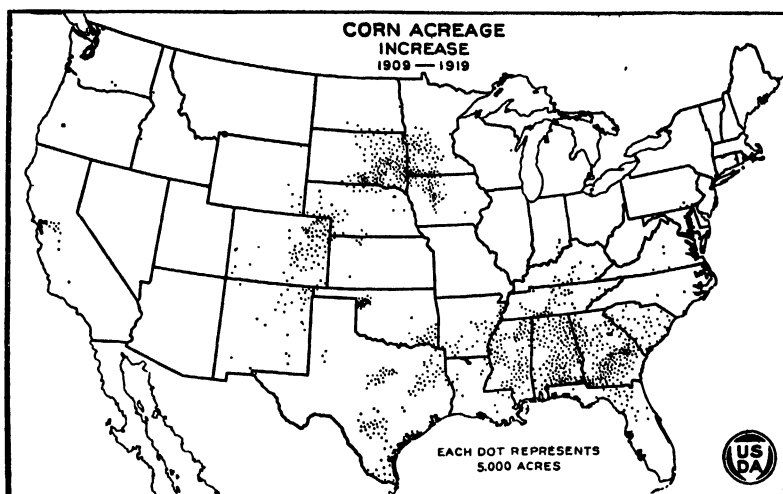 CORN ACREAGE
INCREASE
1909 — 1919
EACH DOT REPRESENTS
5.000 ACRES
US
DA